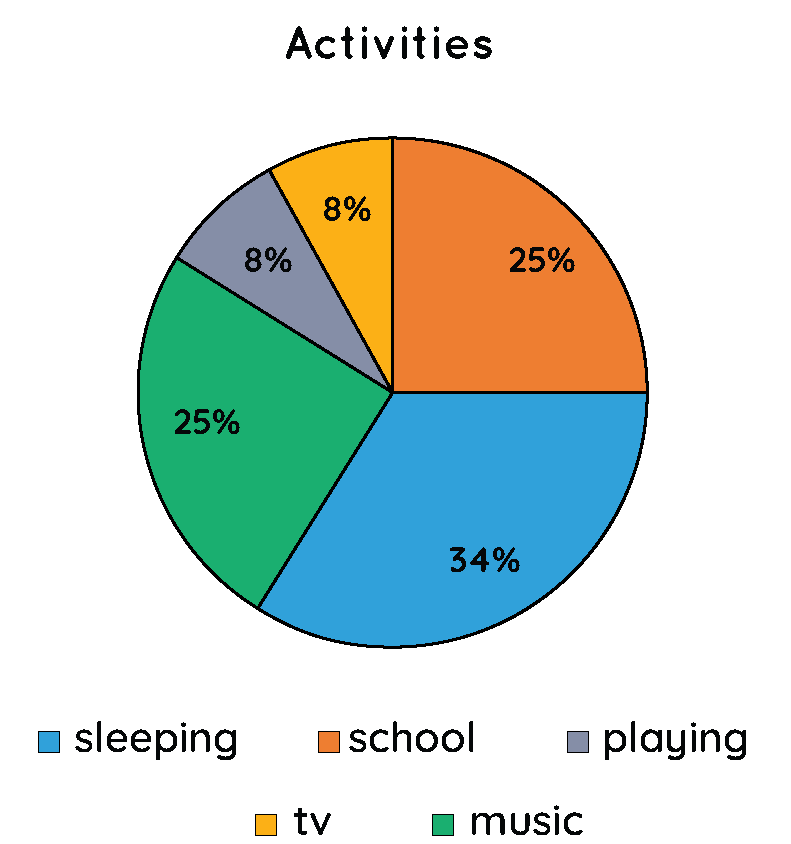 Activities
8%
25%
8%
25%
34%
sleeping school playing
tv music